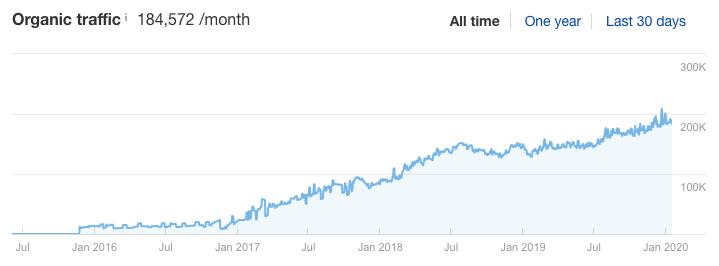 Organic traffic i 184,572 /month
All time One year Last 30 days
300K
200K
100K
Jul Jan 2016 Jul Jan 2017 Jul Jan 2018 Jul Jan 2019 Jul Jan 2020